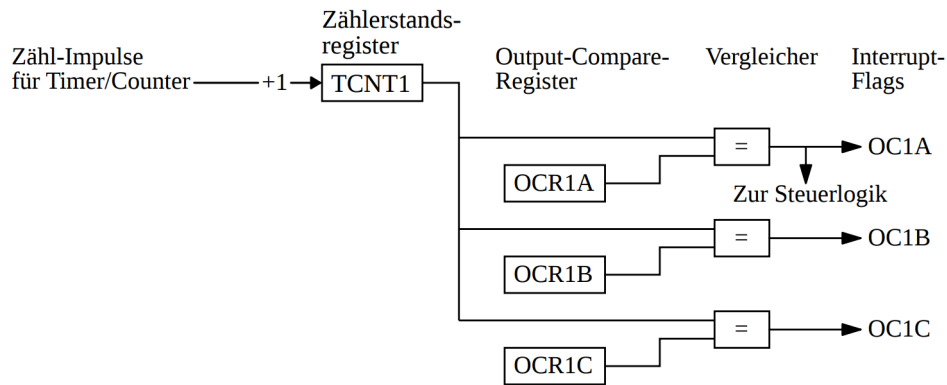 Zählerstands-
register
Zähl-Impulse
für Timer/Counter
+1
TCNT1
Output-Compare-
Register
Vergleicher
Interrupt-
Flags
=
OC1A
OCR1A
Zur Steuerlogik
=
OC1B
OCR1B
=
OC1C
OCR1C